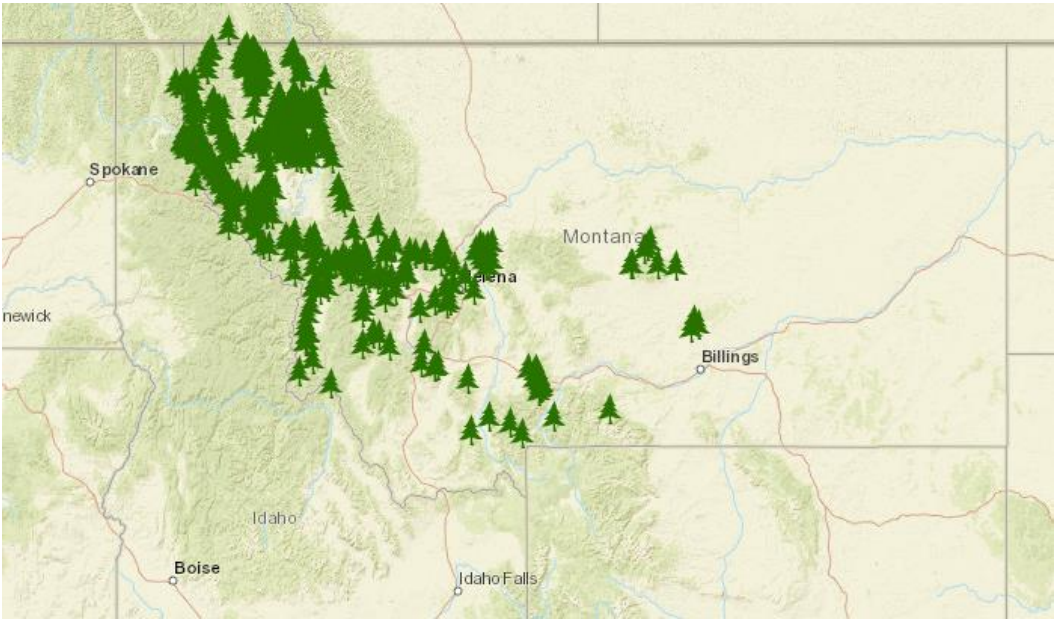 Spokane
Montana
elena
newick
Billings
Idaho
Boise
Idaho Falls